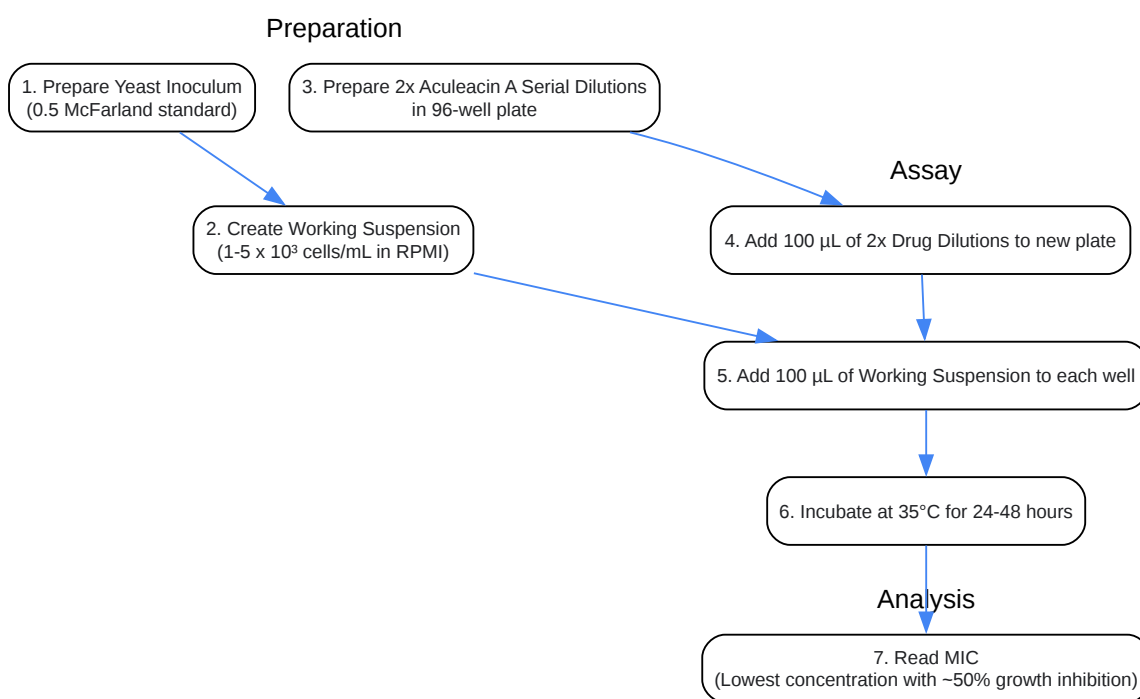 Preparation
1. Prepare Yeast Inoculum
(0.5 McFarland standard)
3. Prepare 2x Aculeacin A Serial Dilutions
in 96-well plate
Assay
2. Create Working Suspension
(1-5 x 10³ cells/mL in RPMI)
4. Add 100 µL of 2x Drug Dilutions to new plate
5. Add 100 µL of Working Suspension to each well
6. Incubate at 35°C for 24-48 hours
Analysis
7. Read MIC
(Lowest concentration with ~50% growth inhibition)